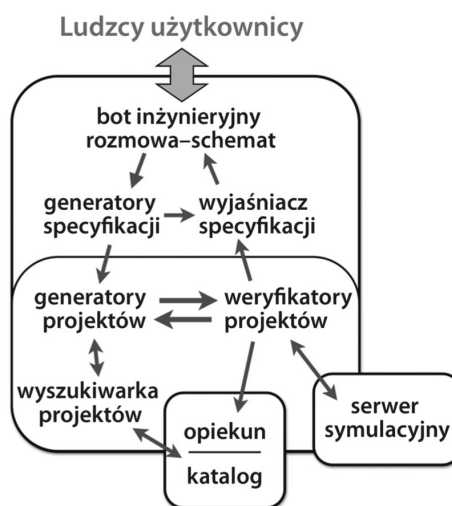 Ludzcy użytkownicy
bot inżynieryjny
rozmowa–schemat
generatory
specyfikacji
wyjaśniacz
specyfikacji
generatory
projektów
weryfikatory
projektów
wyszukiwarka
projektów
opiekun
katalog
serwer
symulacyjny